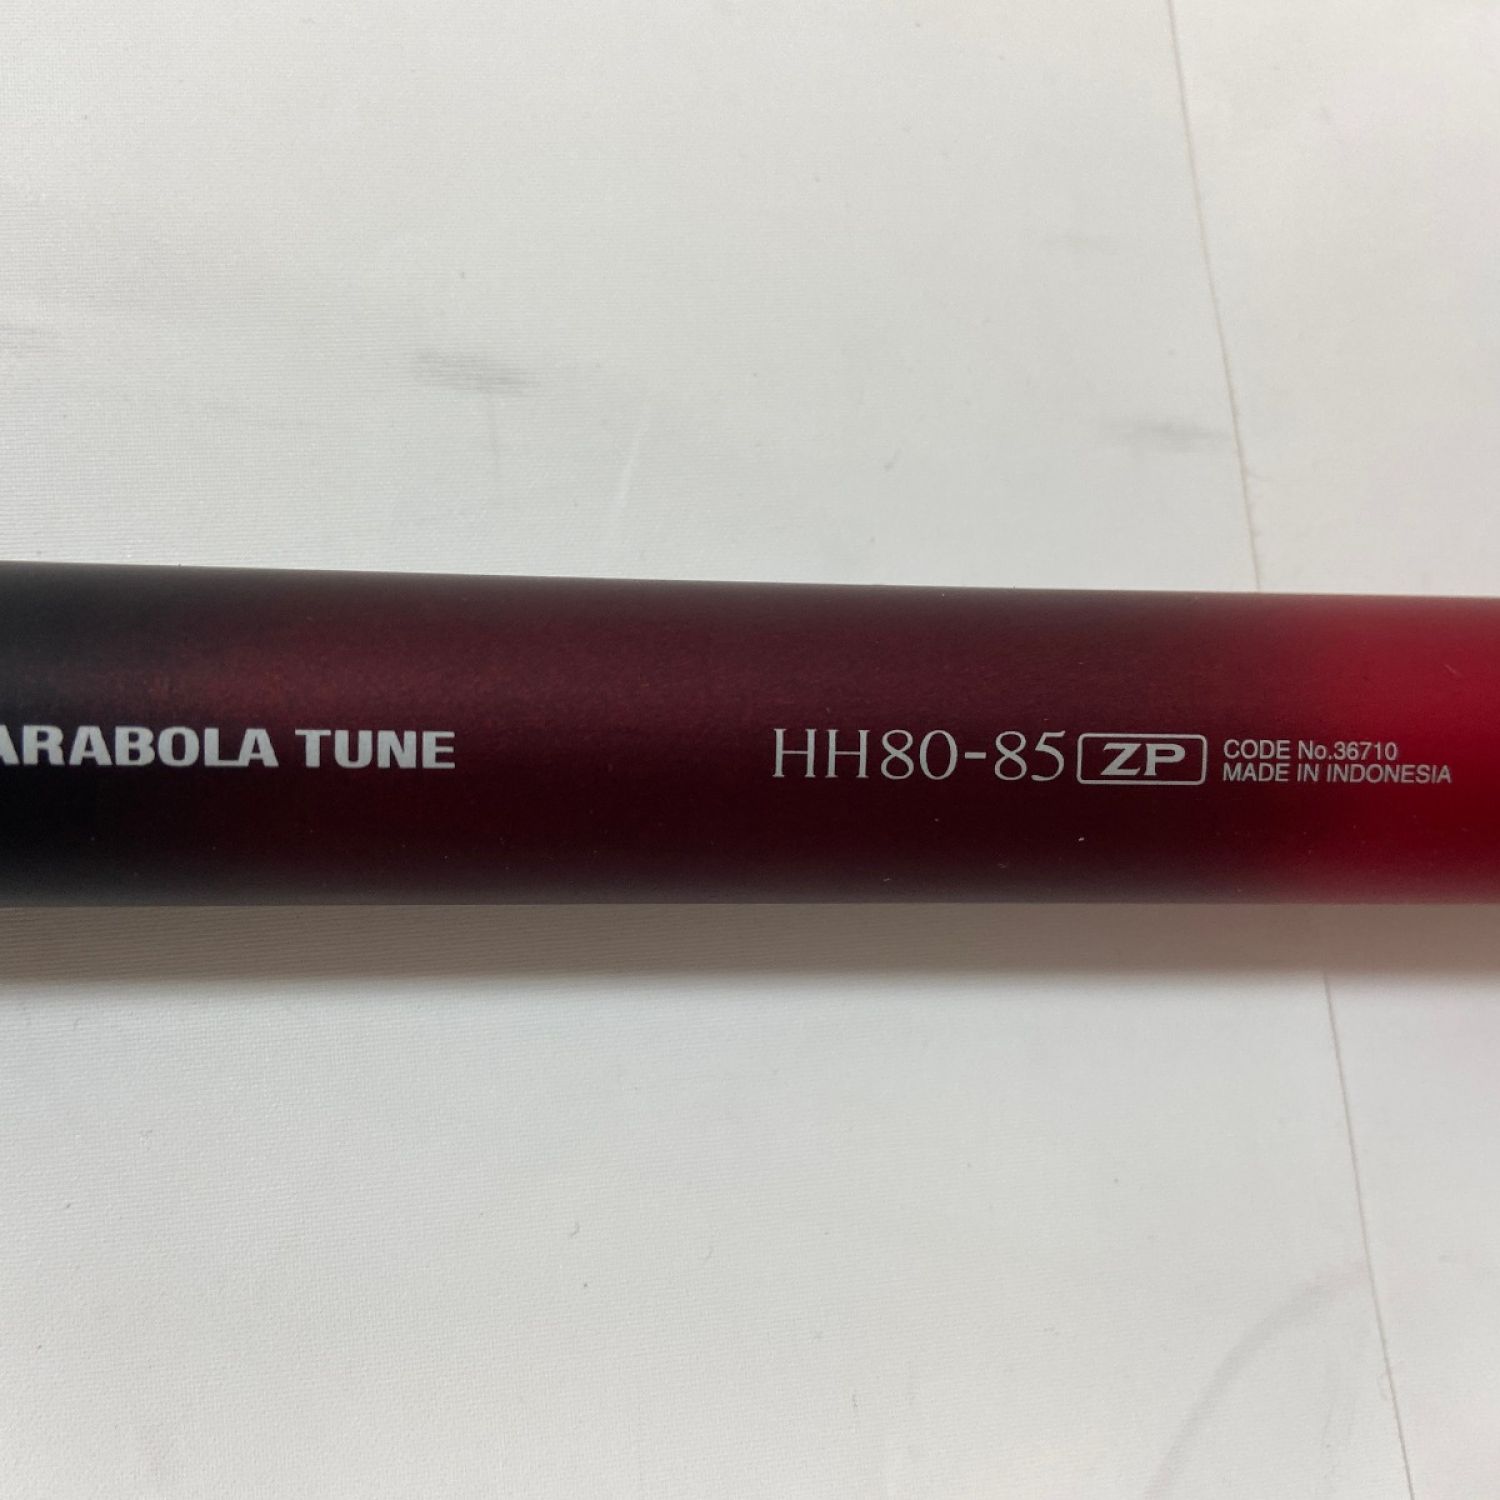 ARABOLA TUNE HH80-85 ZP CODE No.36710
MADE IN INDONESIA